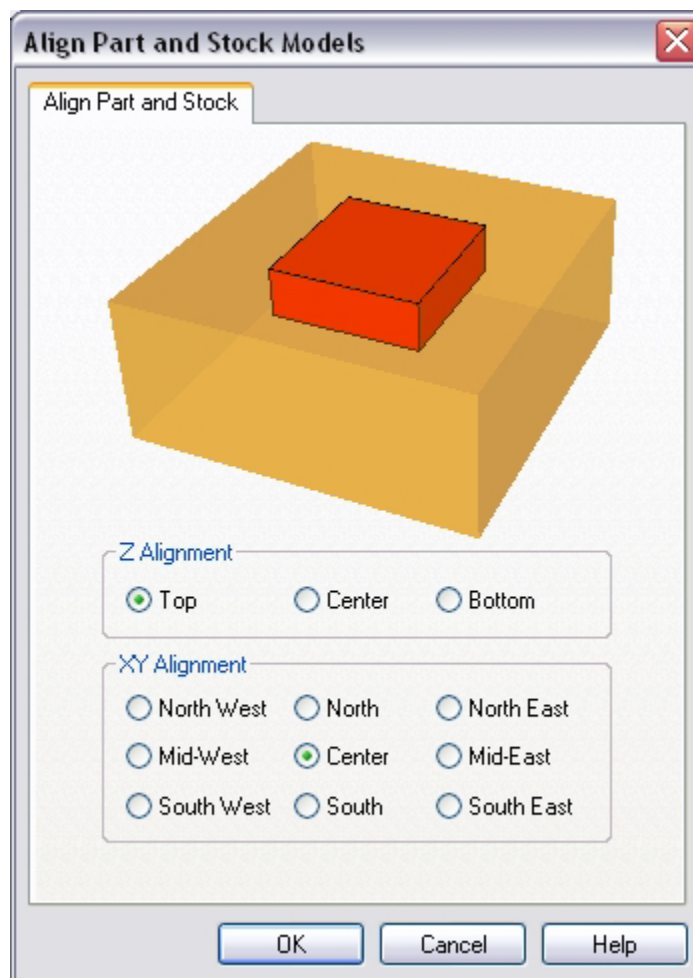 Align Part and Stock Models
Align Part and Stock
Z Alignment
Top Center Bottom
XY Alignment
North West North North East
Mid-West Center Mid-East
South West South South East
OK Cancel Help